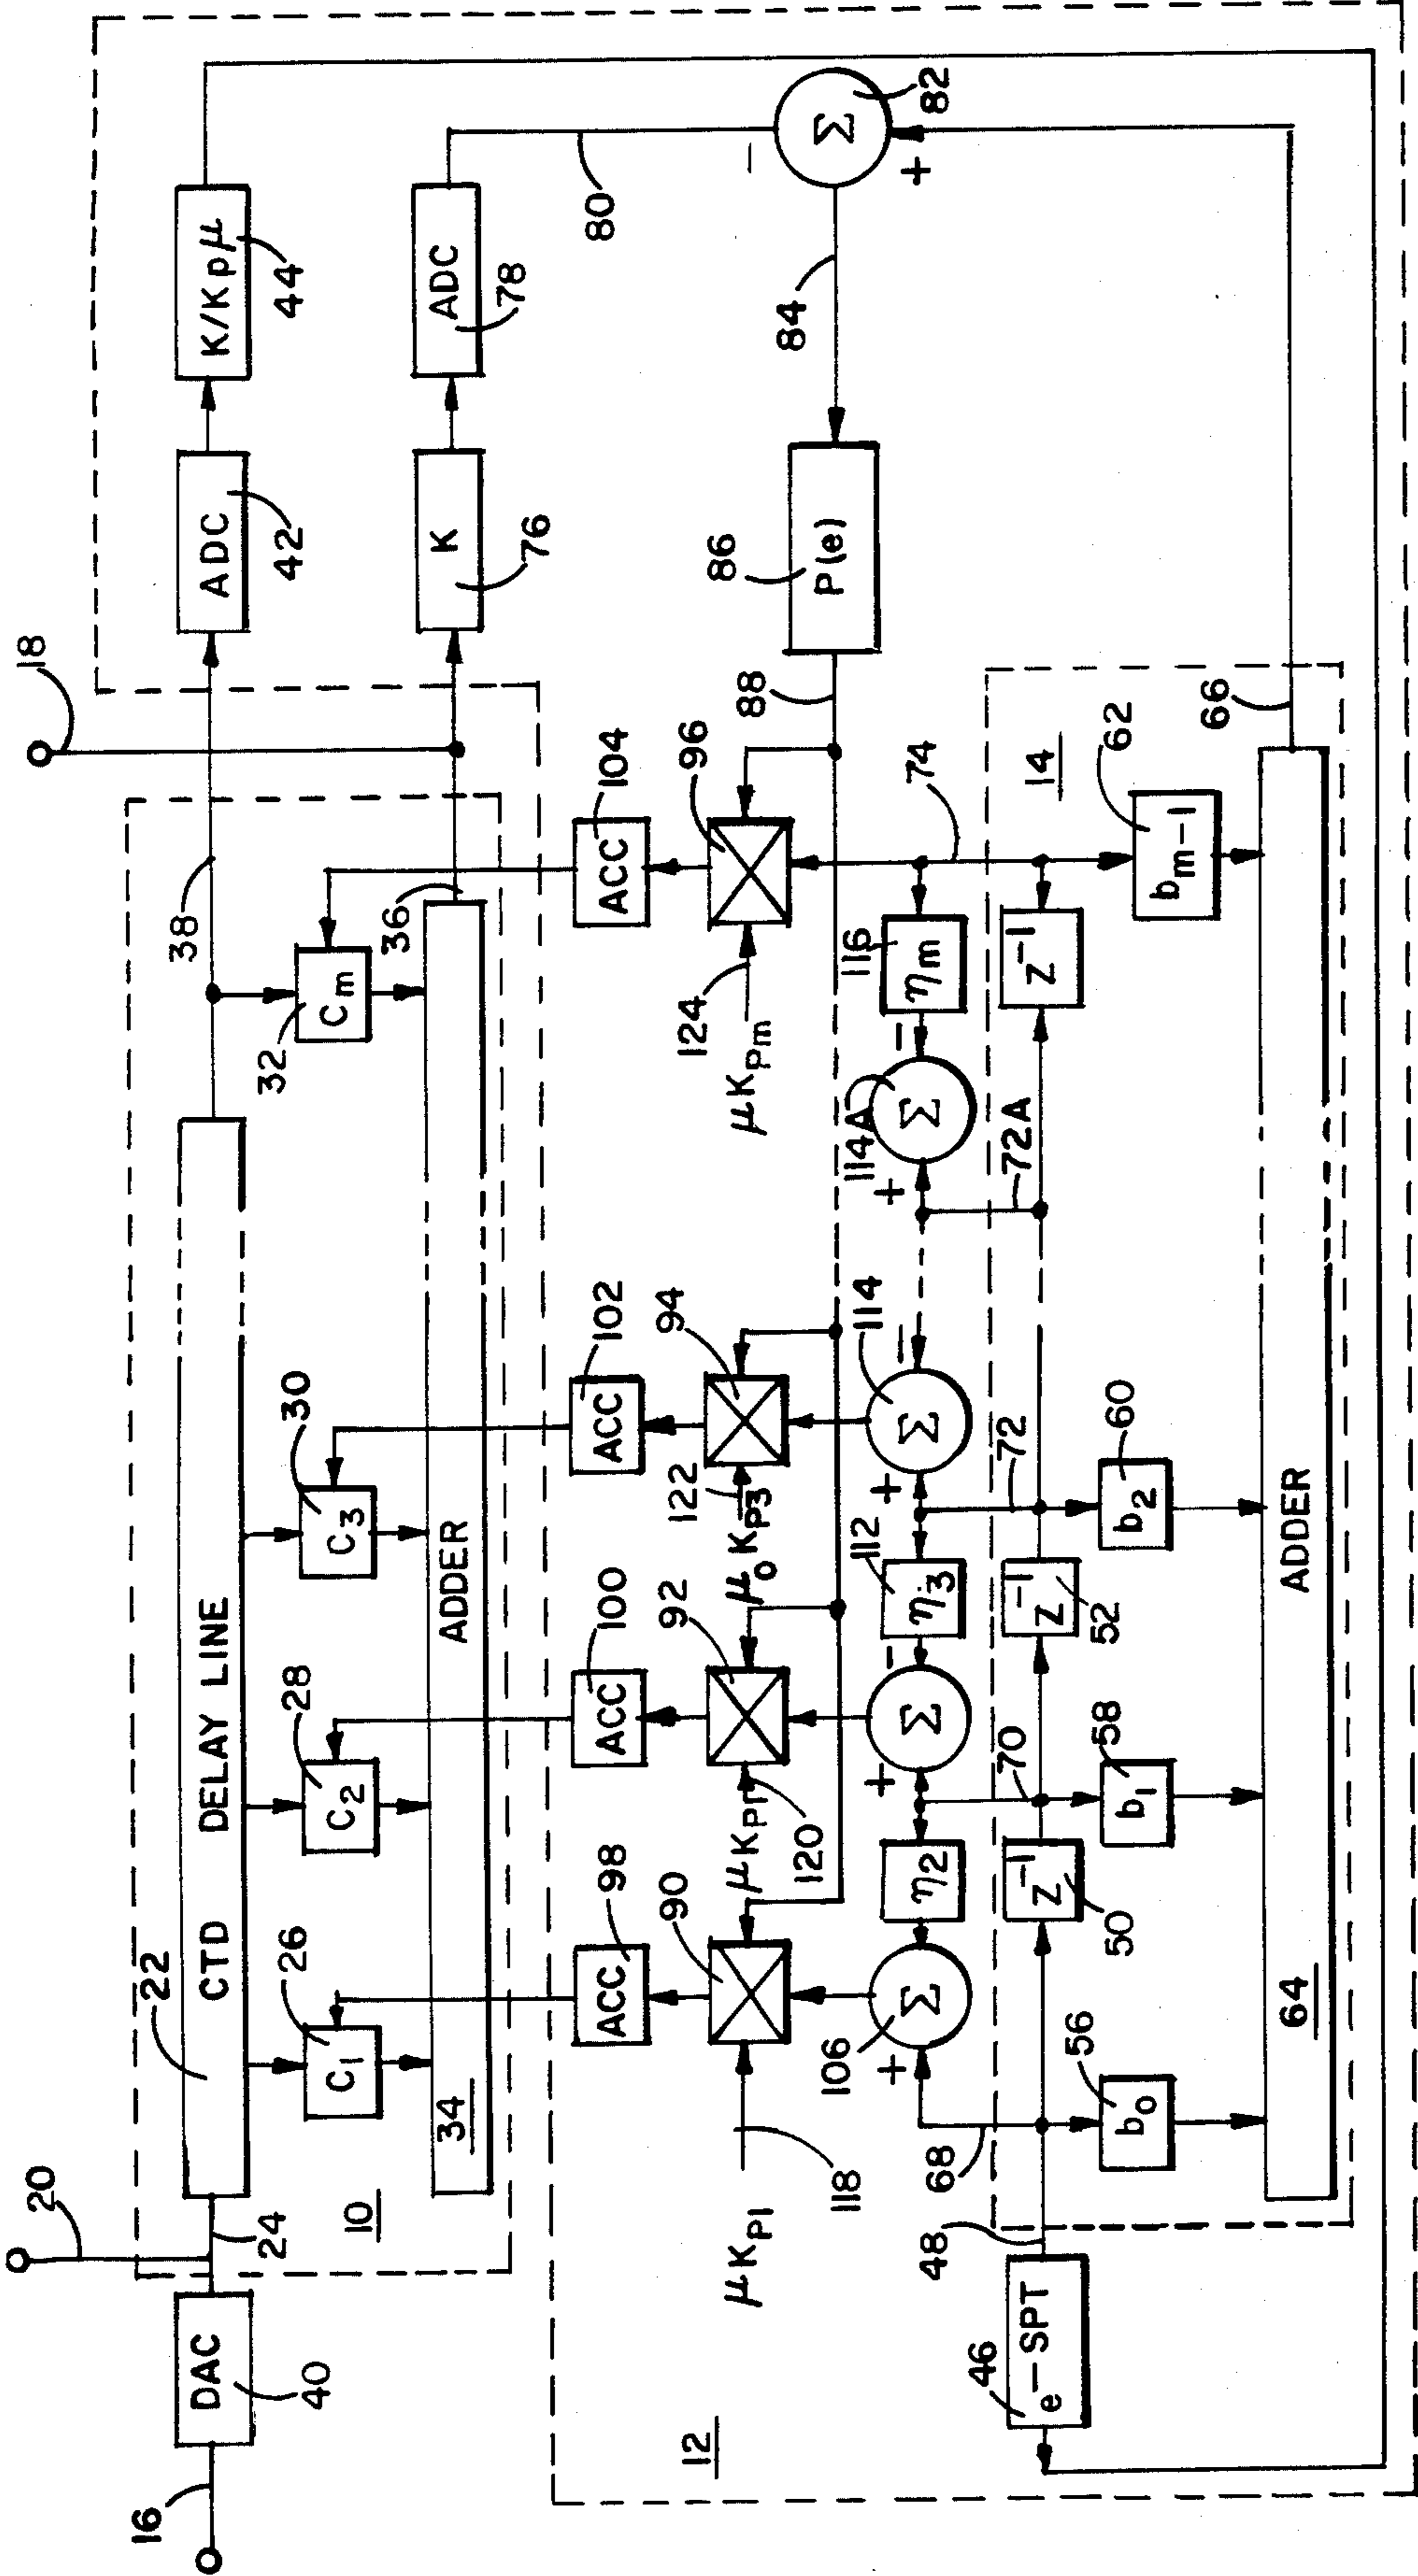 16
DAC
40
20
24
22
CTD DELAY LINE
38
18
ADC
42
K/Kpμ
44
10
C1
26
C2
28
C3
30
Cm
32
34
ADDER
36
K
76
ADC
78
80
12
ACC
98
ACC
100
ACC
102
ACC
104
μKP1
118
90
μKP1
120
92
μoKP3
122
94
μKPm
124
96
88
P(e)
86
84
Σ
82
−
+
106
Σ
+
η2
Σ
+
−
η3
112
Σ
114
+
−
Σ
114A
+
−
ηm
116
74
46
e−SPT
48
68
Z−1
50
70
Z−1
52
72
72A
Z−1
14
b0
56
b1
58
b2
60
bm−1
62
64
ADDER
66